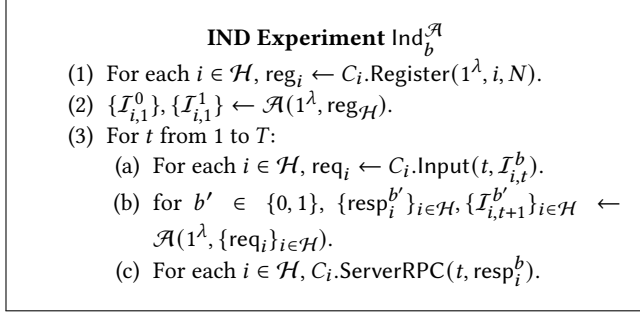 IND Experiment Ind_b^𝒜
(1) For each i ∈ ℋ, reg_i ← C_i.Register(1^λ, i, N).
(2) {ℐ_{i,1}^0}, {ℐ_{i,1}^1} ← 𝒜(1^λ, reg_ℋ).
(3) For t from 1 to T:
(a) For each i ∈ ℋ, req_i ← C_i.Input(t, ℐ_{i,t}^b).
(b) for b′ ∈ {0, 1}, {resp_i^{b′}}_{i∈ℋ}, {ℐ_{i,t+1}^{b′}}_{i∈ℋ} ←
𝒜(1^λ, {req_i}_{i∈ℋ}).
(c) For each i ∈ ℋ, C_i.ServerRPC(t, resp_i^b).